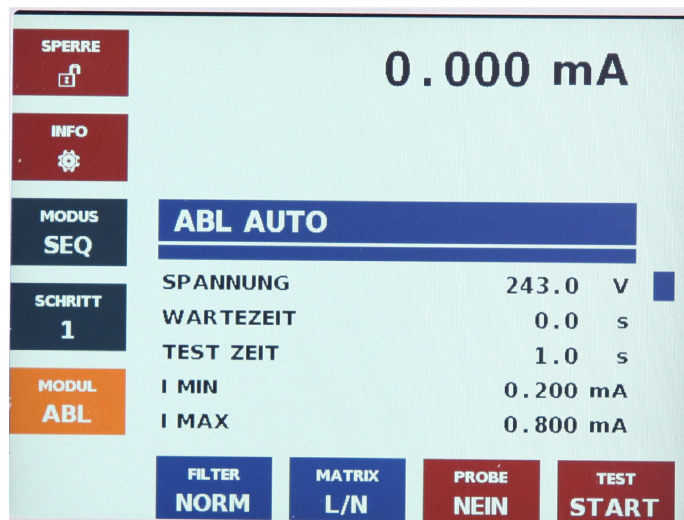 SPERRE
0.000 mA
INFO
MODUS
SEQ
ABL AUTO
SPANNUNG 243.0 V
SCHRITT
1
WARTEZEIT 0.0 s
TEST ZEIT 1.0 s
MODUL
ABL
I MIN 0.200 mA
I MAX 0.800 mA
FILTER
NORM
MATRIX
L/N
PROBE
NEIN
TEST
START